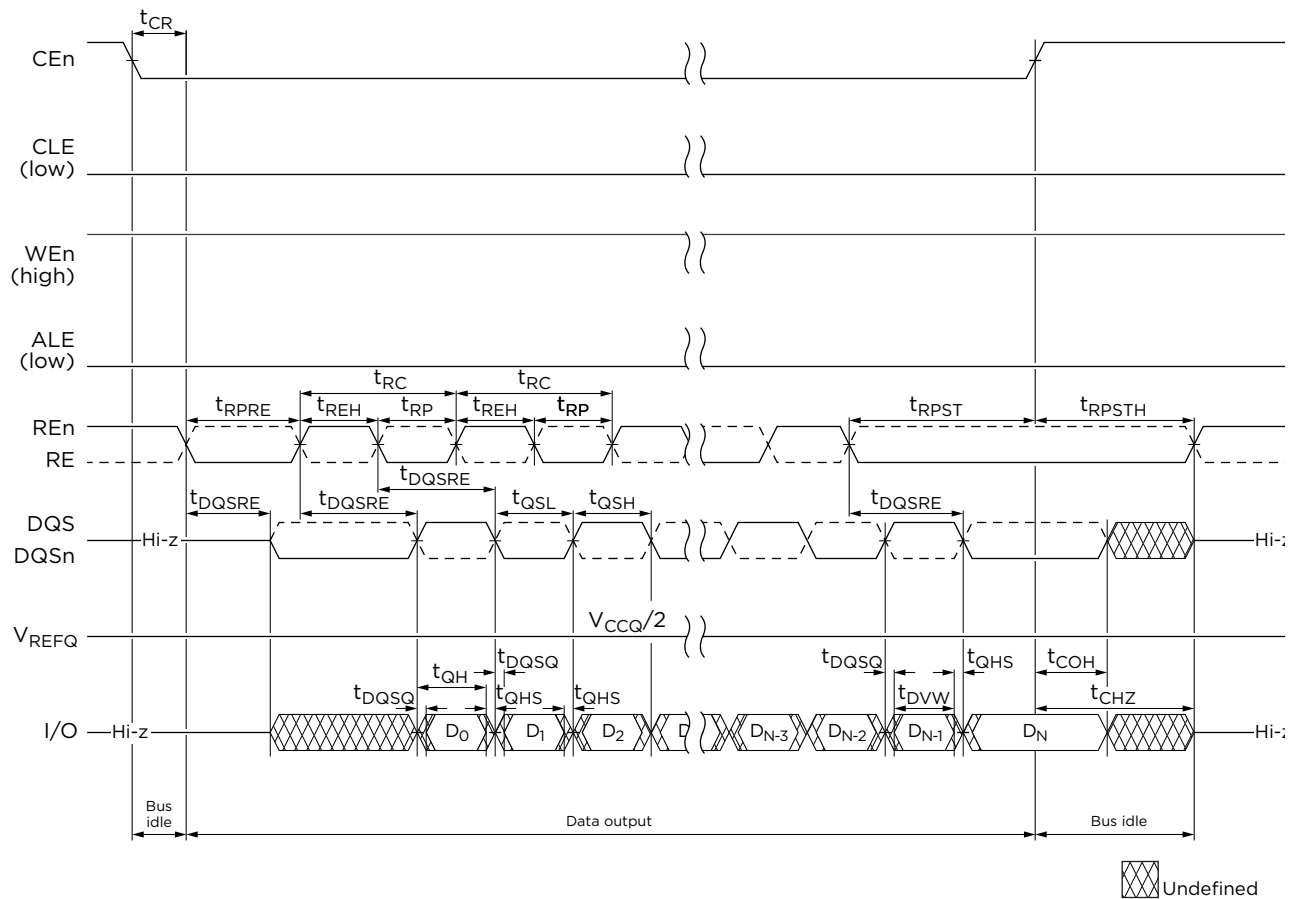 tCR
CEn
CLE
(low)
WEn
(high)
ALE
(low)
tRC tRC
tRPRE tREH tRP tREH tRP tRPST tRPSTH
REn
RE
tDQSRE
tDQSRE tDQSRE tQSL tQSH tDQSRE
DQS
Hi-z Hi-z
DQSn
VCCQ/2
VREFQ
tDQSQ tDQSQ tQHS tCOH
tQH
tDQSQ tQHS tQHS tDVW tCHZ
I/O Hi-z D0 D1 D2 D DN-3 DN-2 DN-1 DN Hi-z
Bus
idle
Data output Bus idle
Undefined